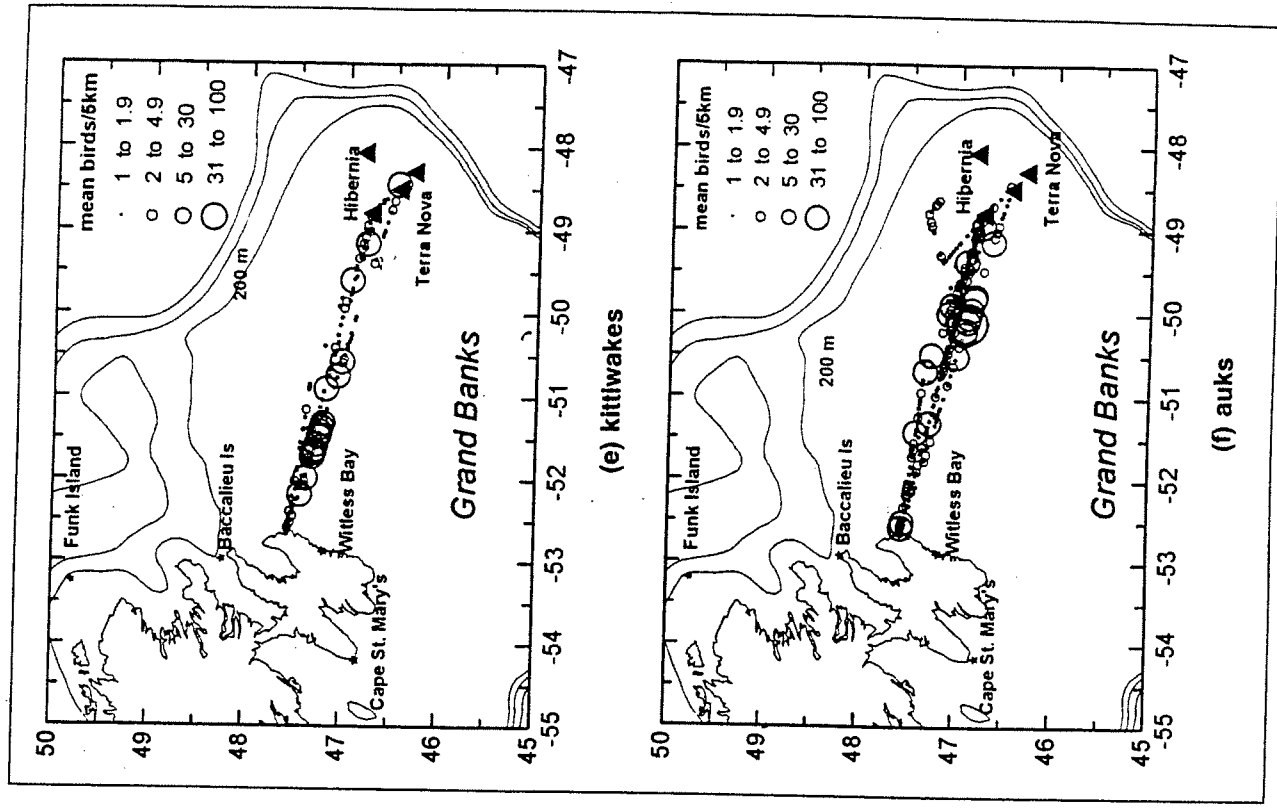 mean birds/5km
1 to 1.9
2 to 4.9
5 to 30
31 to 100
Funk Island
200 m
Hibernia
Baccalieu Is
Terra Nova
Witless Bay
Cape St. Mary's
Grand Banks
50
49
48
47
46
45
-55
-54
-53
-52
-51
-50
-49
-48
-47
(e) kittiwakes
mean birds/5km
1 to 1.9
2 to 4.9
5 to 30
31 to 100
Funk Island
200 m
Hibernia
Baccalieu Is
Terra Nova
Witless Bay
Cape St. Mary's
Grand Banks
50
49
48
47
46
45
-55
-54
-53
-52
-51
-50
-49
-48
-47
(f) auks